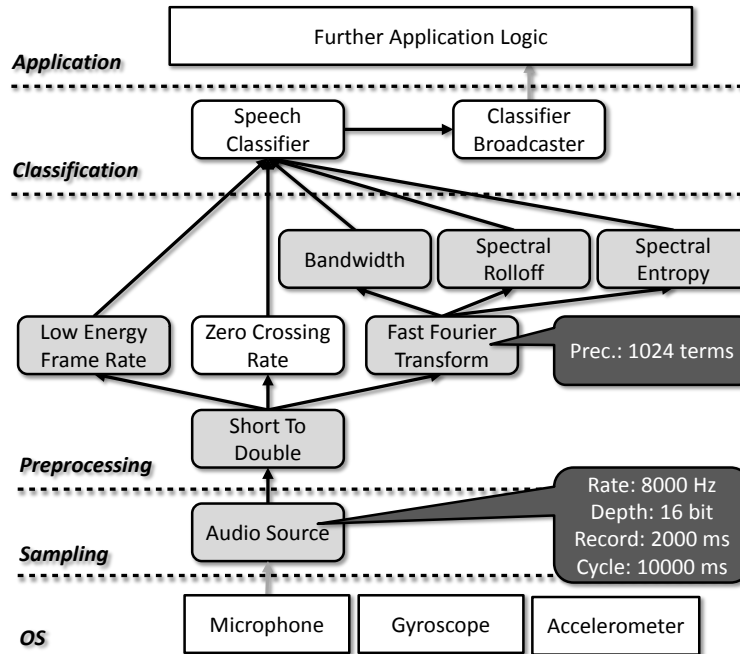 Further Application Logic
Application
Speech
Classifier
Classifier
Broadcaster
Classification
Bandwidth
Spectral
Rolloff
Spectral
Entropy
Low Energy
Frame Rate
Zero Crossing
Rate
Fast Fourier
Transform
Prec.: 1024 terms
Short To
Double
Preprocessing
Rate: 8000 Hz
Depth: 16 bit
Record: 2000 ms
Cycle: 10000 ms
Audio Source
Sampling
Microphone
Gyroscope
Accelerometer
OS